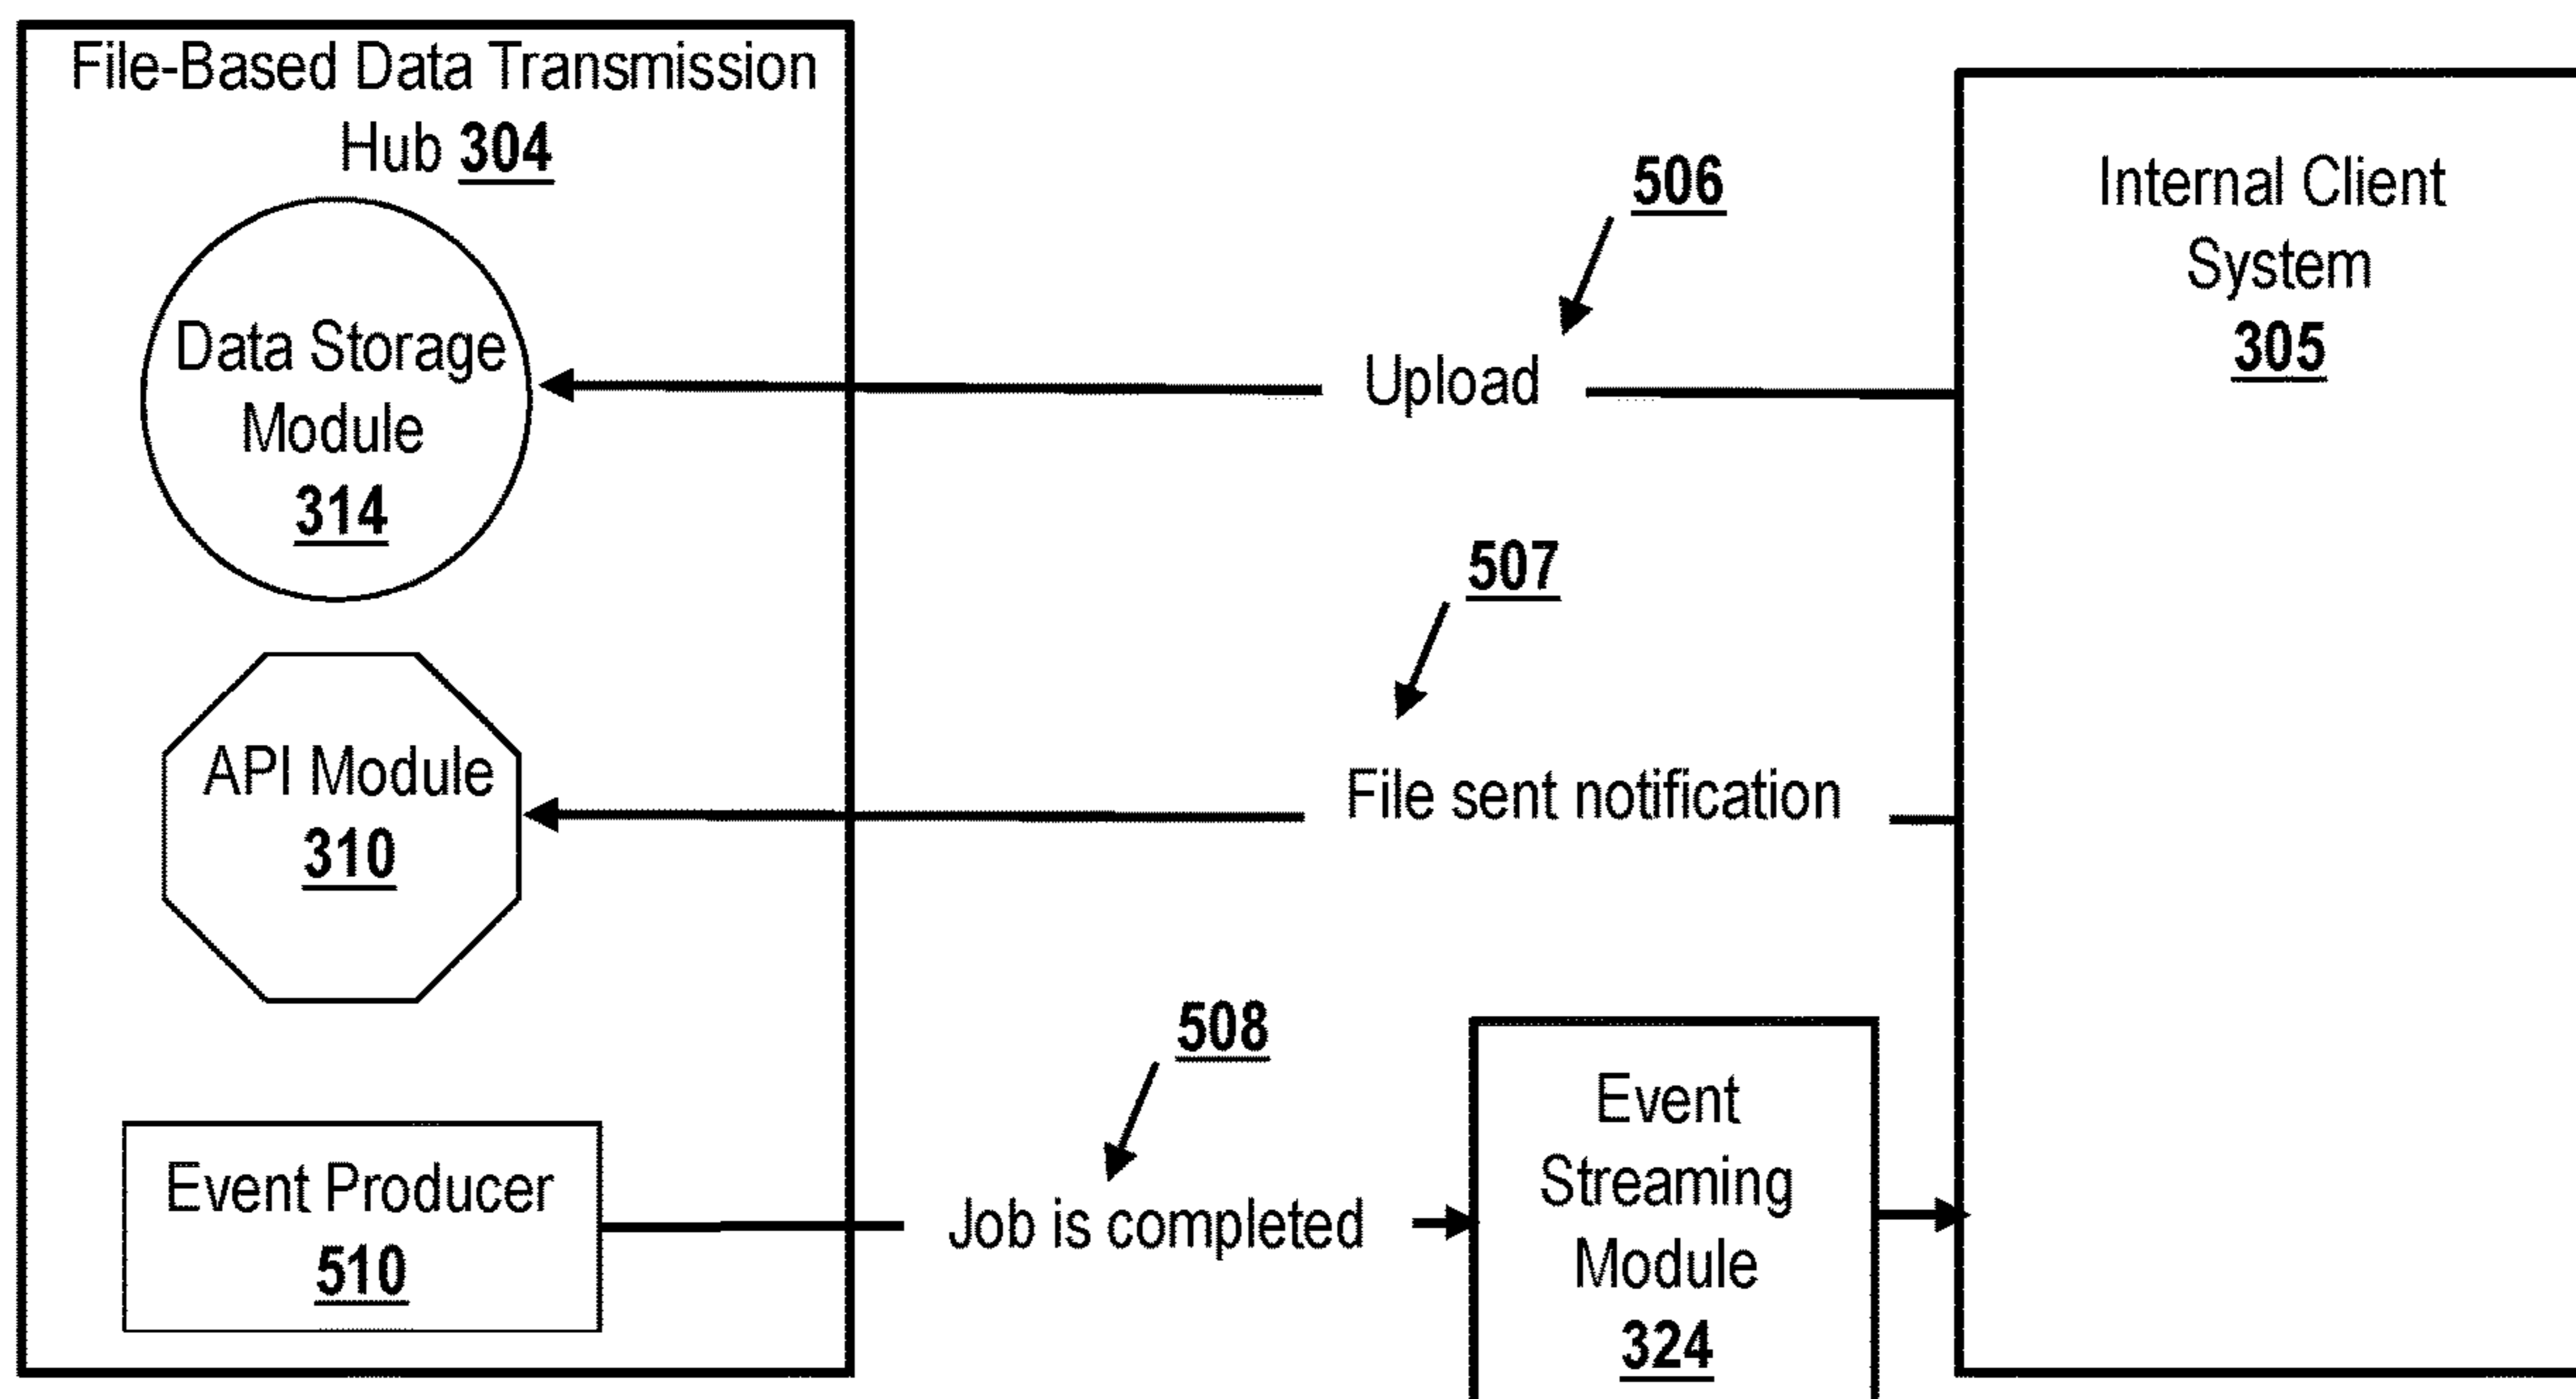 File-Based Data Transmission
Hub 304
Data Storage
Module
314
API Module
310
Event Producer
510
506
Upload
507
File sent notification
508
Job is completed
Event
Streaming
Module
324
Internal Client
System
305